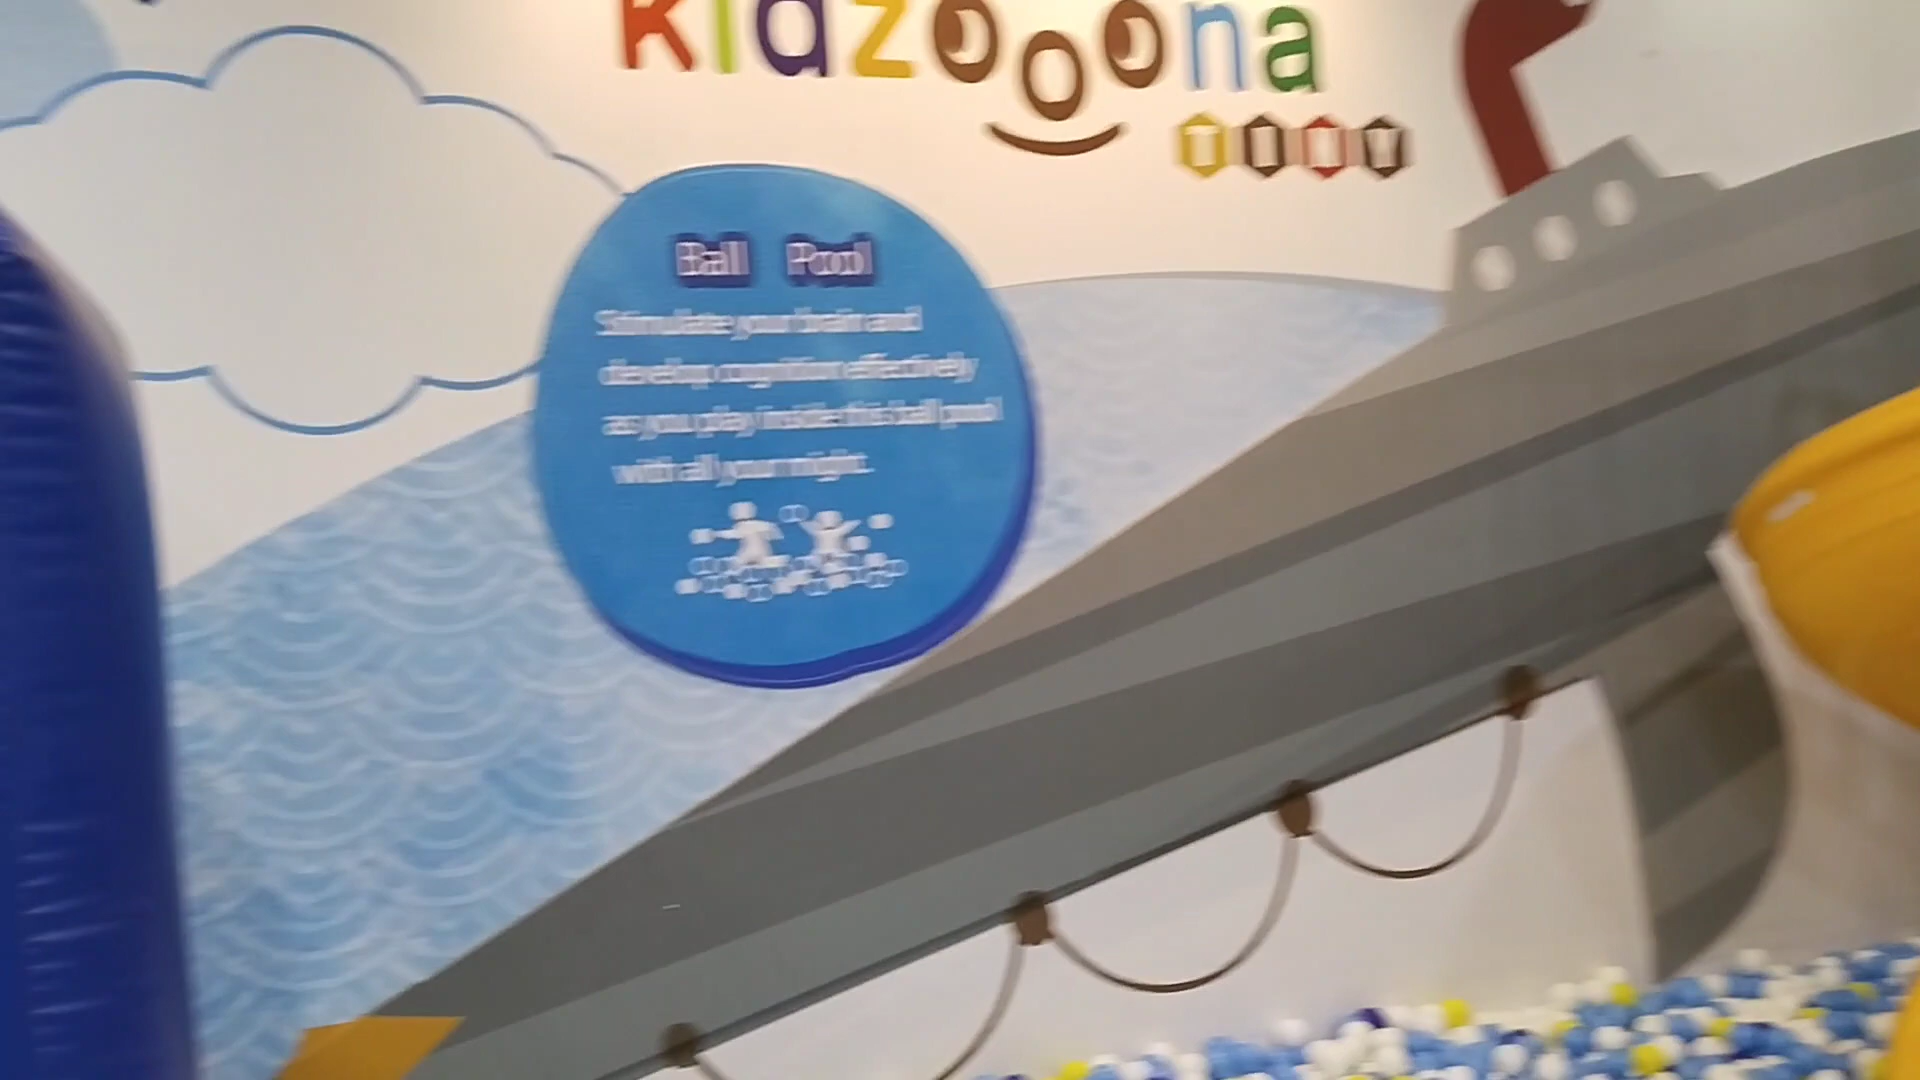 kidzooona
Ball Pool
Stimulate your brain and
develop cognition effectively
as you play inside this ball pool
with all your might.